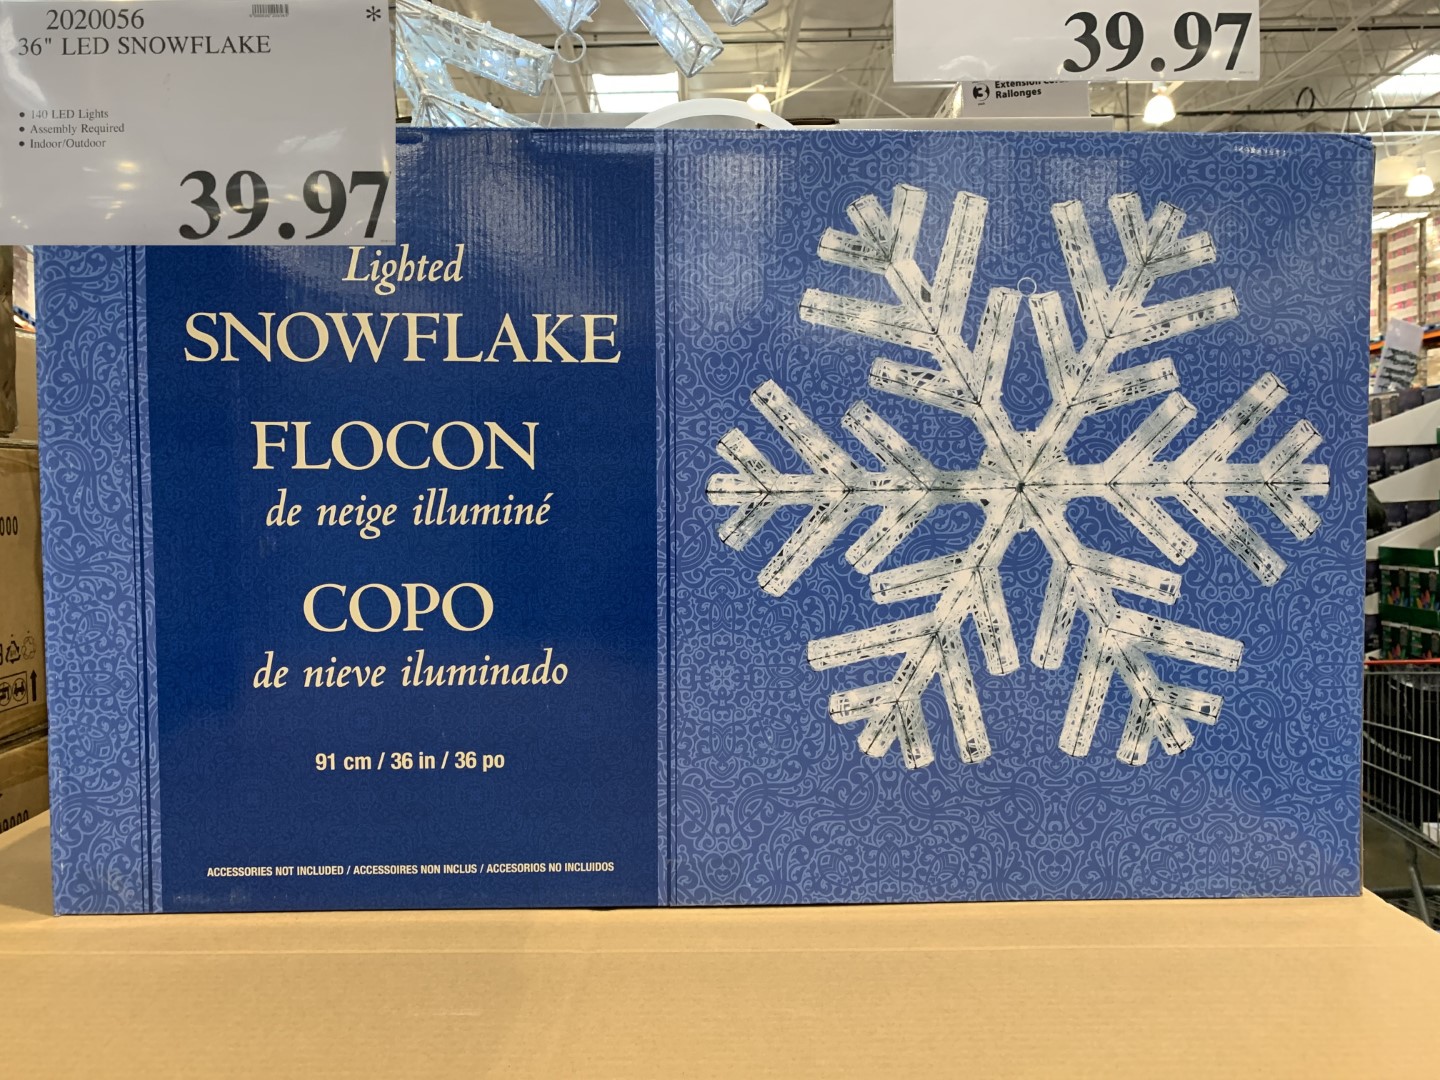 2020056 *
36" LED SNOWFLAKE
• 140 LED Lights
• Assembly Required
• Indoor/Outdoor
39.97
39.97
3
Rallonges
Lighted
SNOWFLAKE
FLOCON
de neige illuminé
COPO
de nieve iluminado
91 cm / 36 in / 36 po
ACCESSORIES NOT INCLUDED / ACCESSOIRES NON INCLUS / ACCESORIOS NO INCLUIDOS